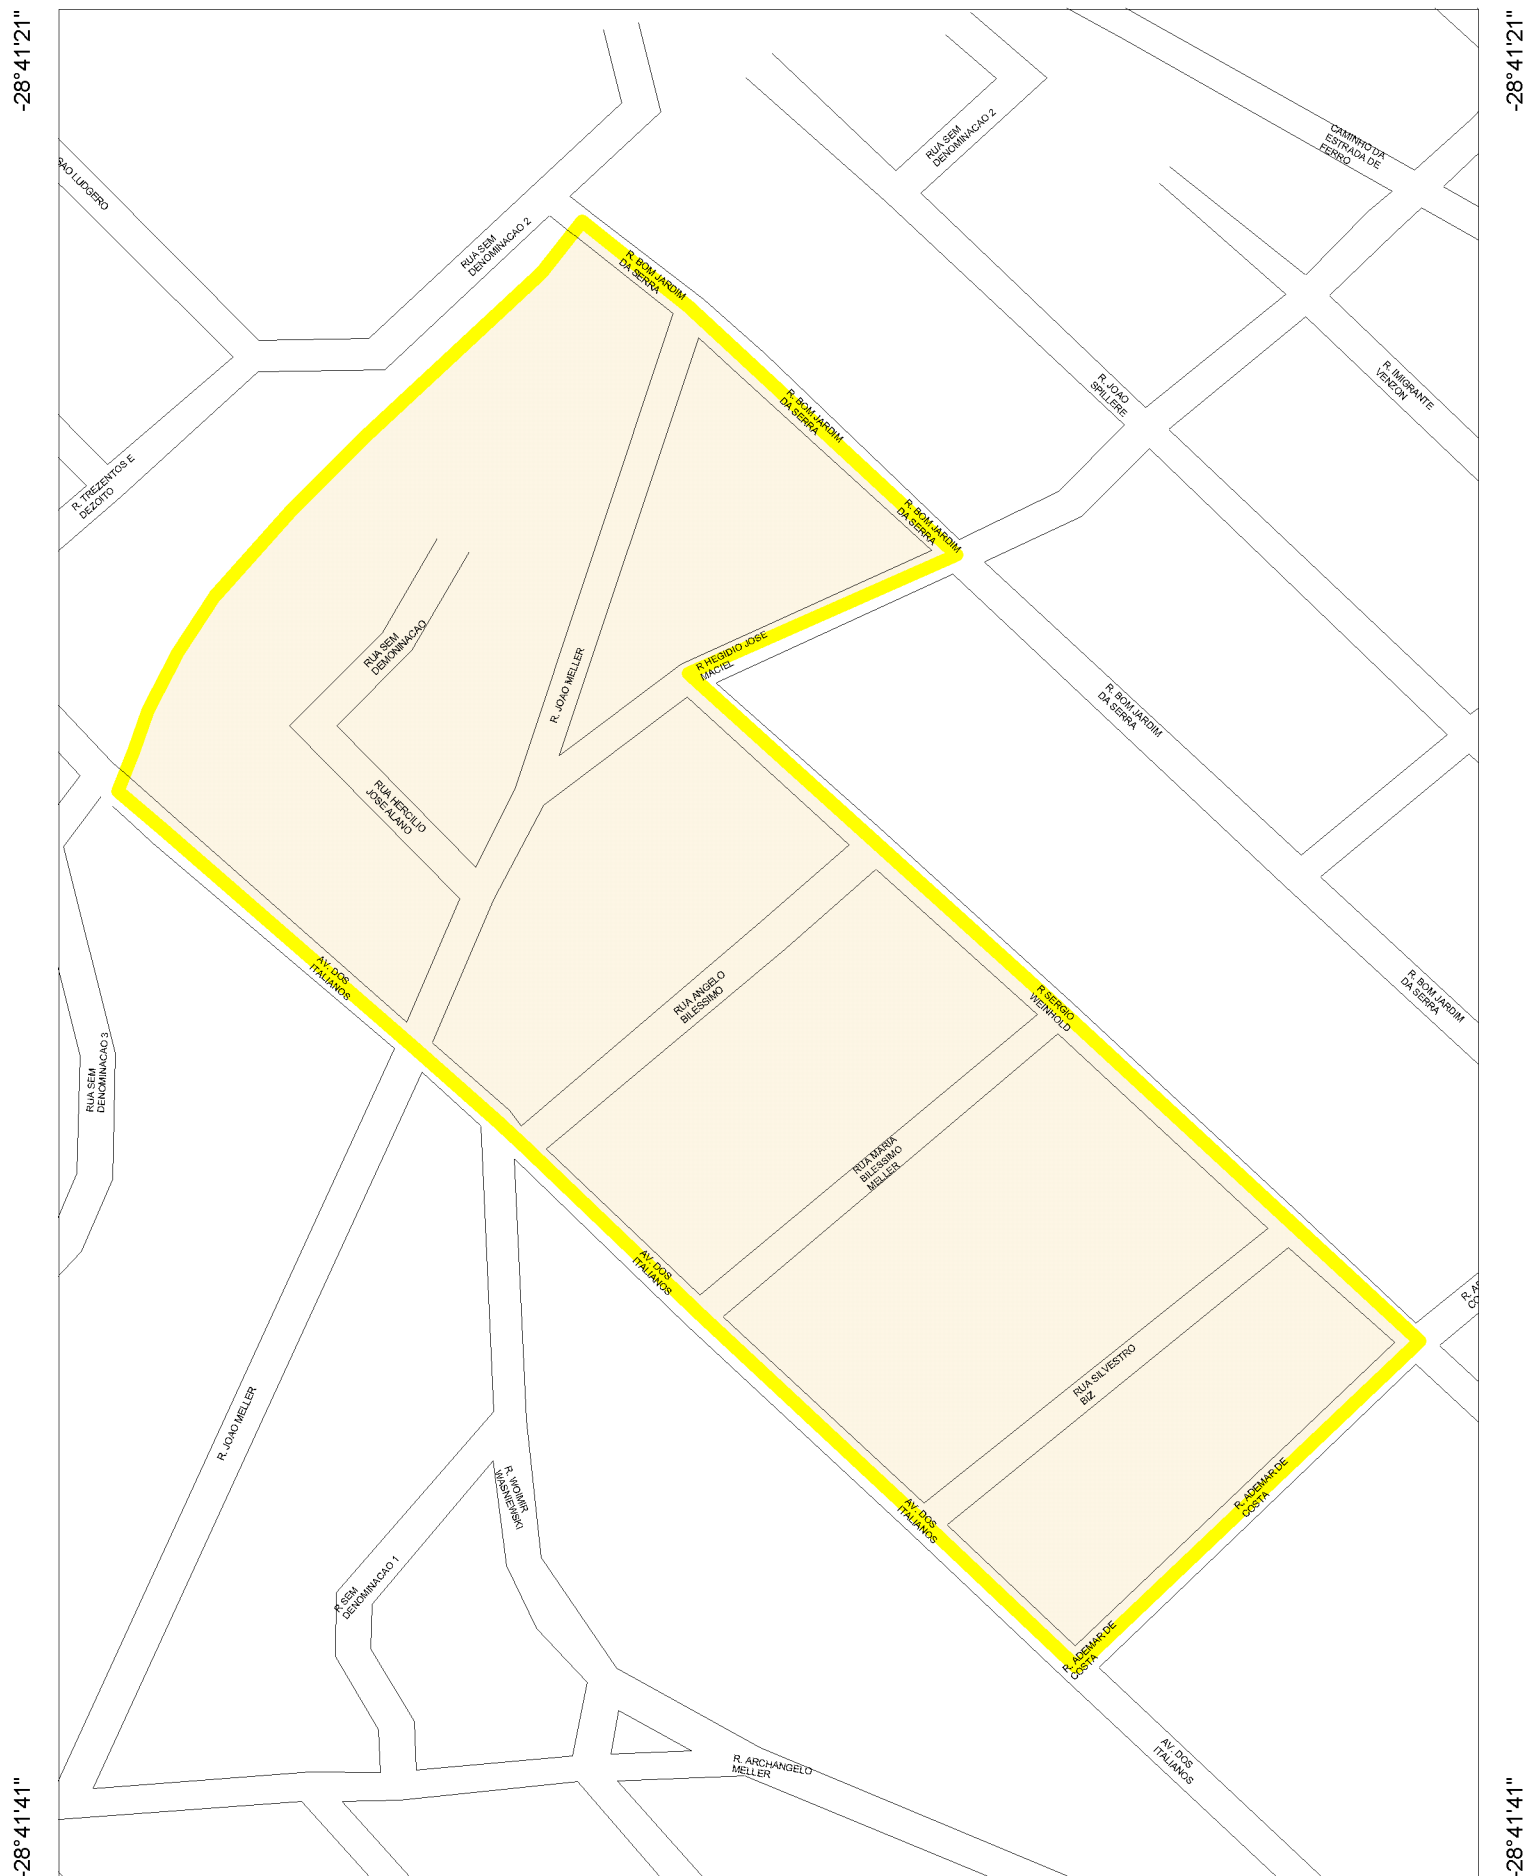 -28°41'21"
-28°41'21"
CAMINHO DA
ESTRADA DE
FERRO
RUA SEM
DENOMINACAO 2
SAO LUDGERO
RUA SEM
DENOMINACAO 2
R. BOM JARDIM
DA SERRA
R. BOM JARDIM
DA SERRA
R. JOAO
SPILLERE
R. IMIGRANTE
VENZON
R. TREZENTOS E
DEZOITO
R. BOM JARDIM
DA SERRA
RUA SEM
DEMONINACAO
R. JOAO MELLER
R HEGIDIO JOSE
MACIEL
R. BOM JARDIM
DA SERRA
RUA HERCILIO
JOSE ALANO
AV. DOS
ITALIANOS
RUA ANGELO
BILESSIMO
R SERGIO
WEINHOLD
R. BOM JARDIM
DA SERRA
RUA SEM
DENOMINACAO 3
RUA MARIA
BILESSIMO
MELLER
AV. DOS
ITALIANOS
RUA SILVESTRO
BIZ
R. JOAO MELLER
R. WOIMIR
WASNIEWSKI
AV. DOS
ITALIANOS
R. ADEMAR DE
COSTA
R SEM
DENOMINACAO 1
R. ADEMAR DE
COSTA
R. ARCHANGELO
MELLER
AV. DOS
ITALIANOS
-28°41'41"
-28°41'41"